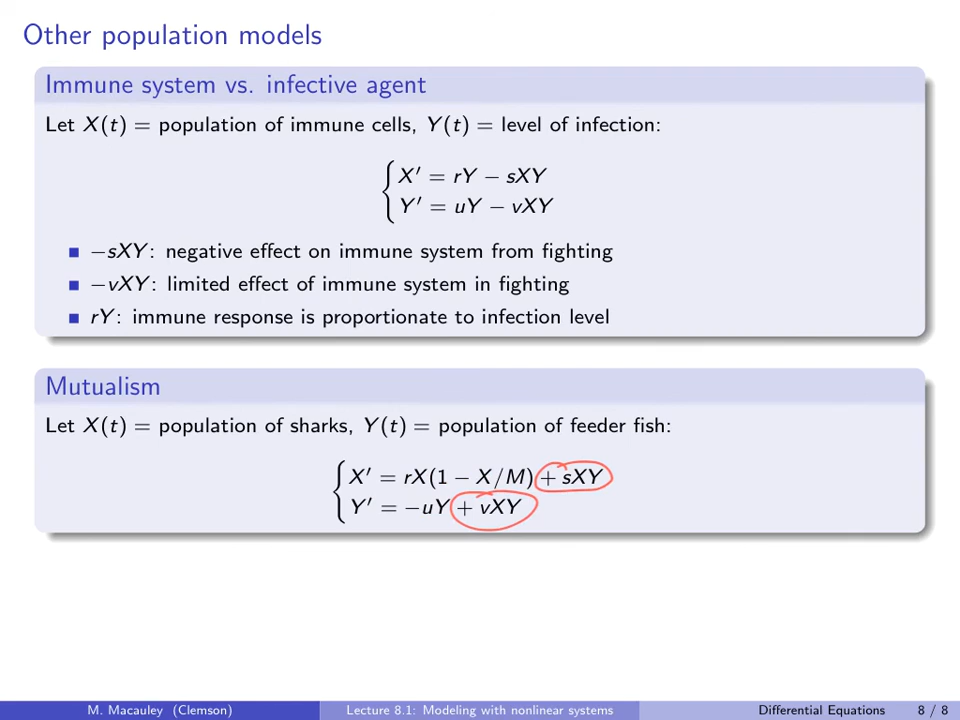 Other population models
Immune system vs. infective agent
Let X(t) = population of immune cells, Y(t) = level of infection:
X′ = rY − sXY
Y′ = uY − vXY
−sXY: negative effect on immune system from fighting
−vXY: limited effect of immune system in fighting
rY: immune response is proportionate to infection level
Mutualism
Let X(t) = population of sharks, Y(t) = population of feeder fish:
X′ = rX(1 − X/M) + sXY
Y′ = −uY + vXY
M. Macauley (Clemson) Lecture 8.1: Modeling with nonlinear systems Differential Equations 8 / 8